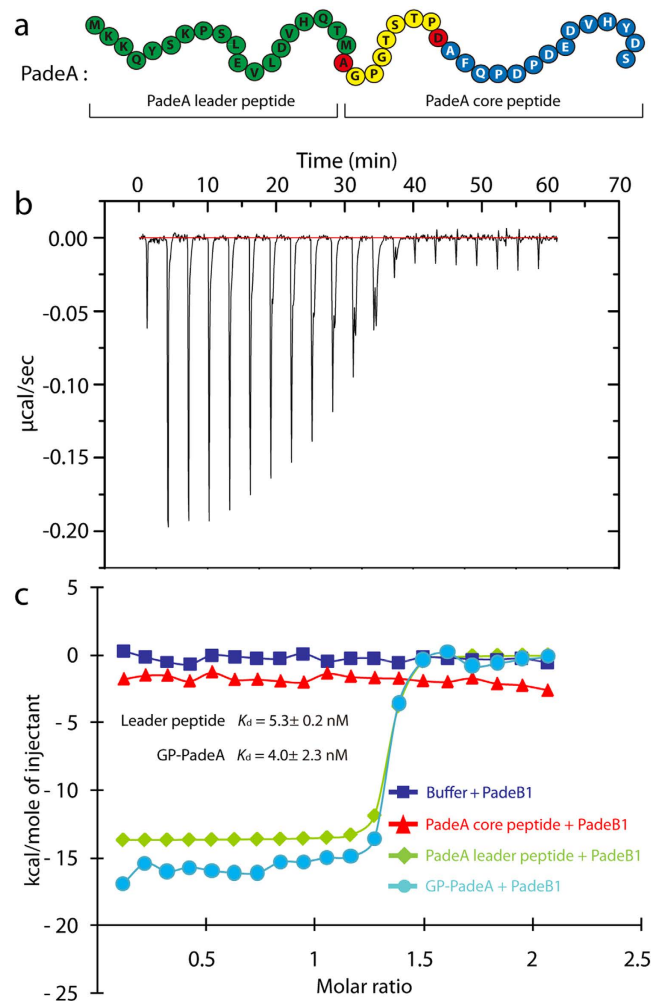 a
PadeA :
M K K Q Y S K P S L E V L D V H Q T M A G P G T S T P D A F Q P D P D E D V H Y D S
PadeA leader peptide PadeA core peptide
Time (min)
0 10 20 30 40 50 60 70
b
0.00
-0.05
-0.10
-0.15
-0.20
µcal/sec
c
5
0
- 5
- 10
-15
- 20
- 25
kcal/mole of injectant
Leader peptide Kd = 5.3± 0.2 nM
GP-PadeA Kd = 4.0± 2.3 nM
Buffer + PadeB1
PadeA core peptide + PadeB1
PadeA leader peptide + PadeB1
GP-PadeA + PadeB1
0.5 1 1.5 2 2.5
Molar ratio